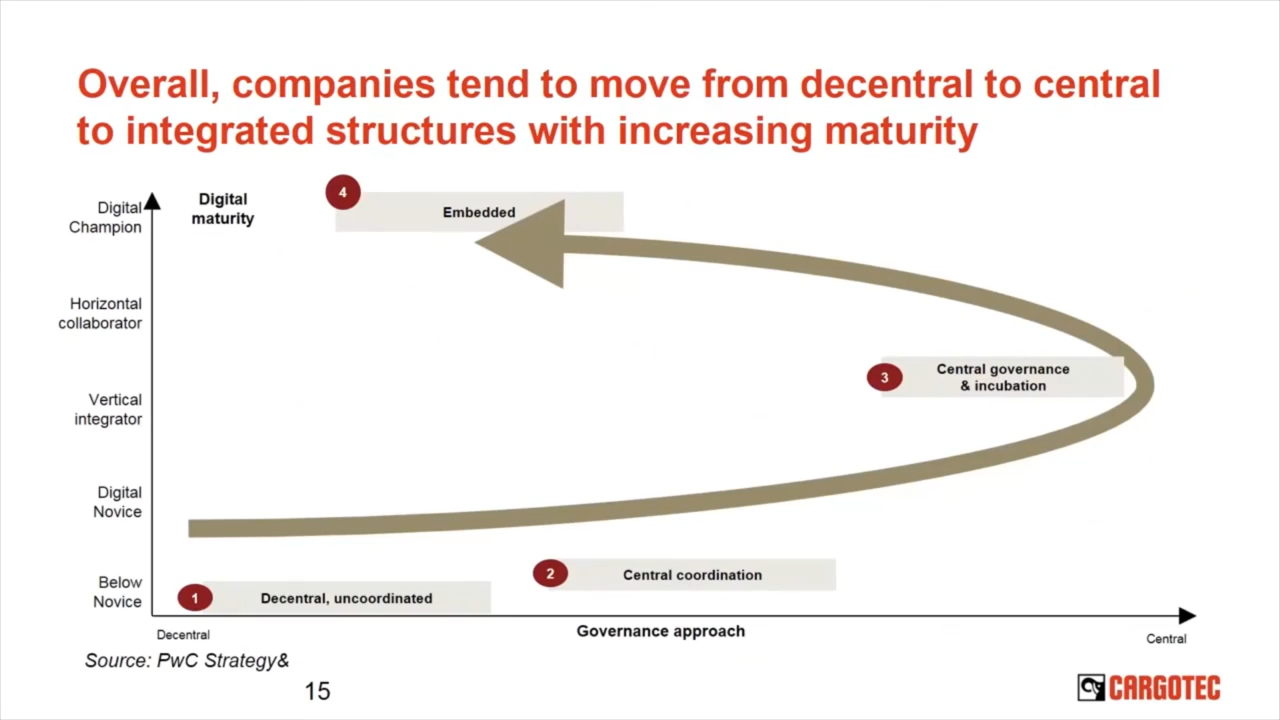 Overall, companies tend to move from decentral to central
to integrated structures with increasing maturity
Digital
Champion
Digital
maturity
4
Embedded
Horizontal
collaborator
3
Central governance
& incubation
Vertical
integrator
Digital
Novice
Below
Novice
1
Decentral, uncoordinated
2
Central coordination
Decentral
Governance approach
Central
Source: PwC Strategy&
15
CARGOTEC